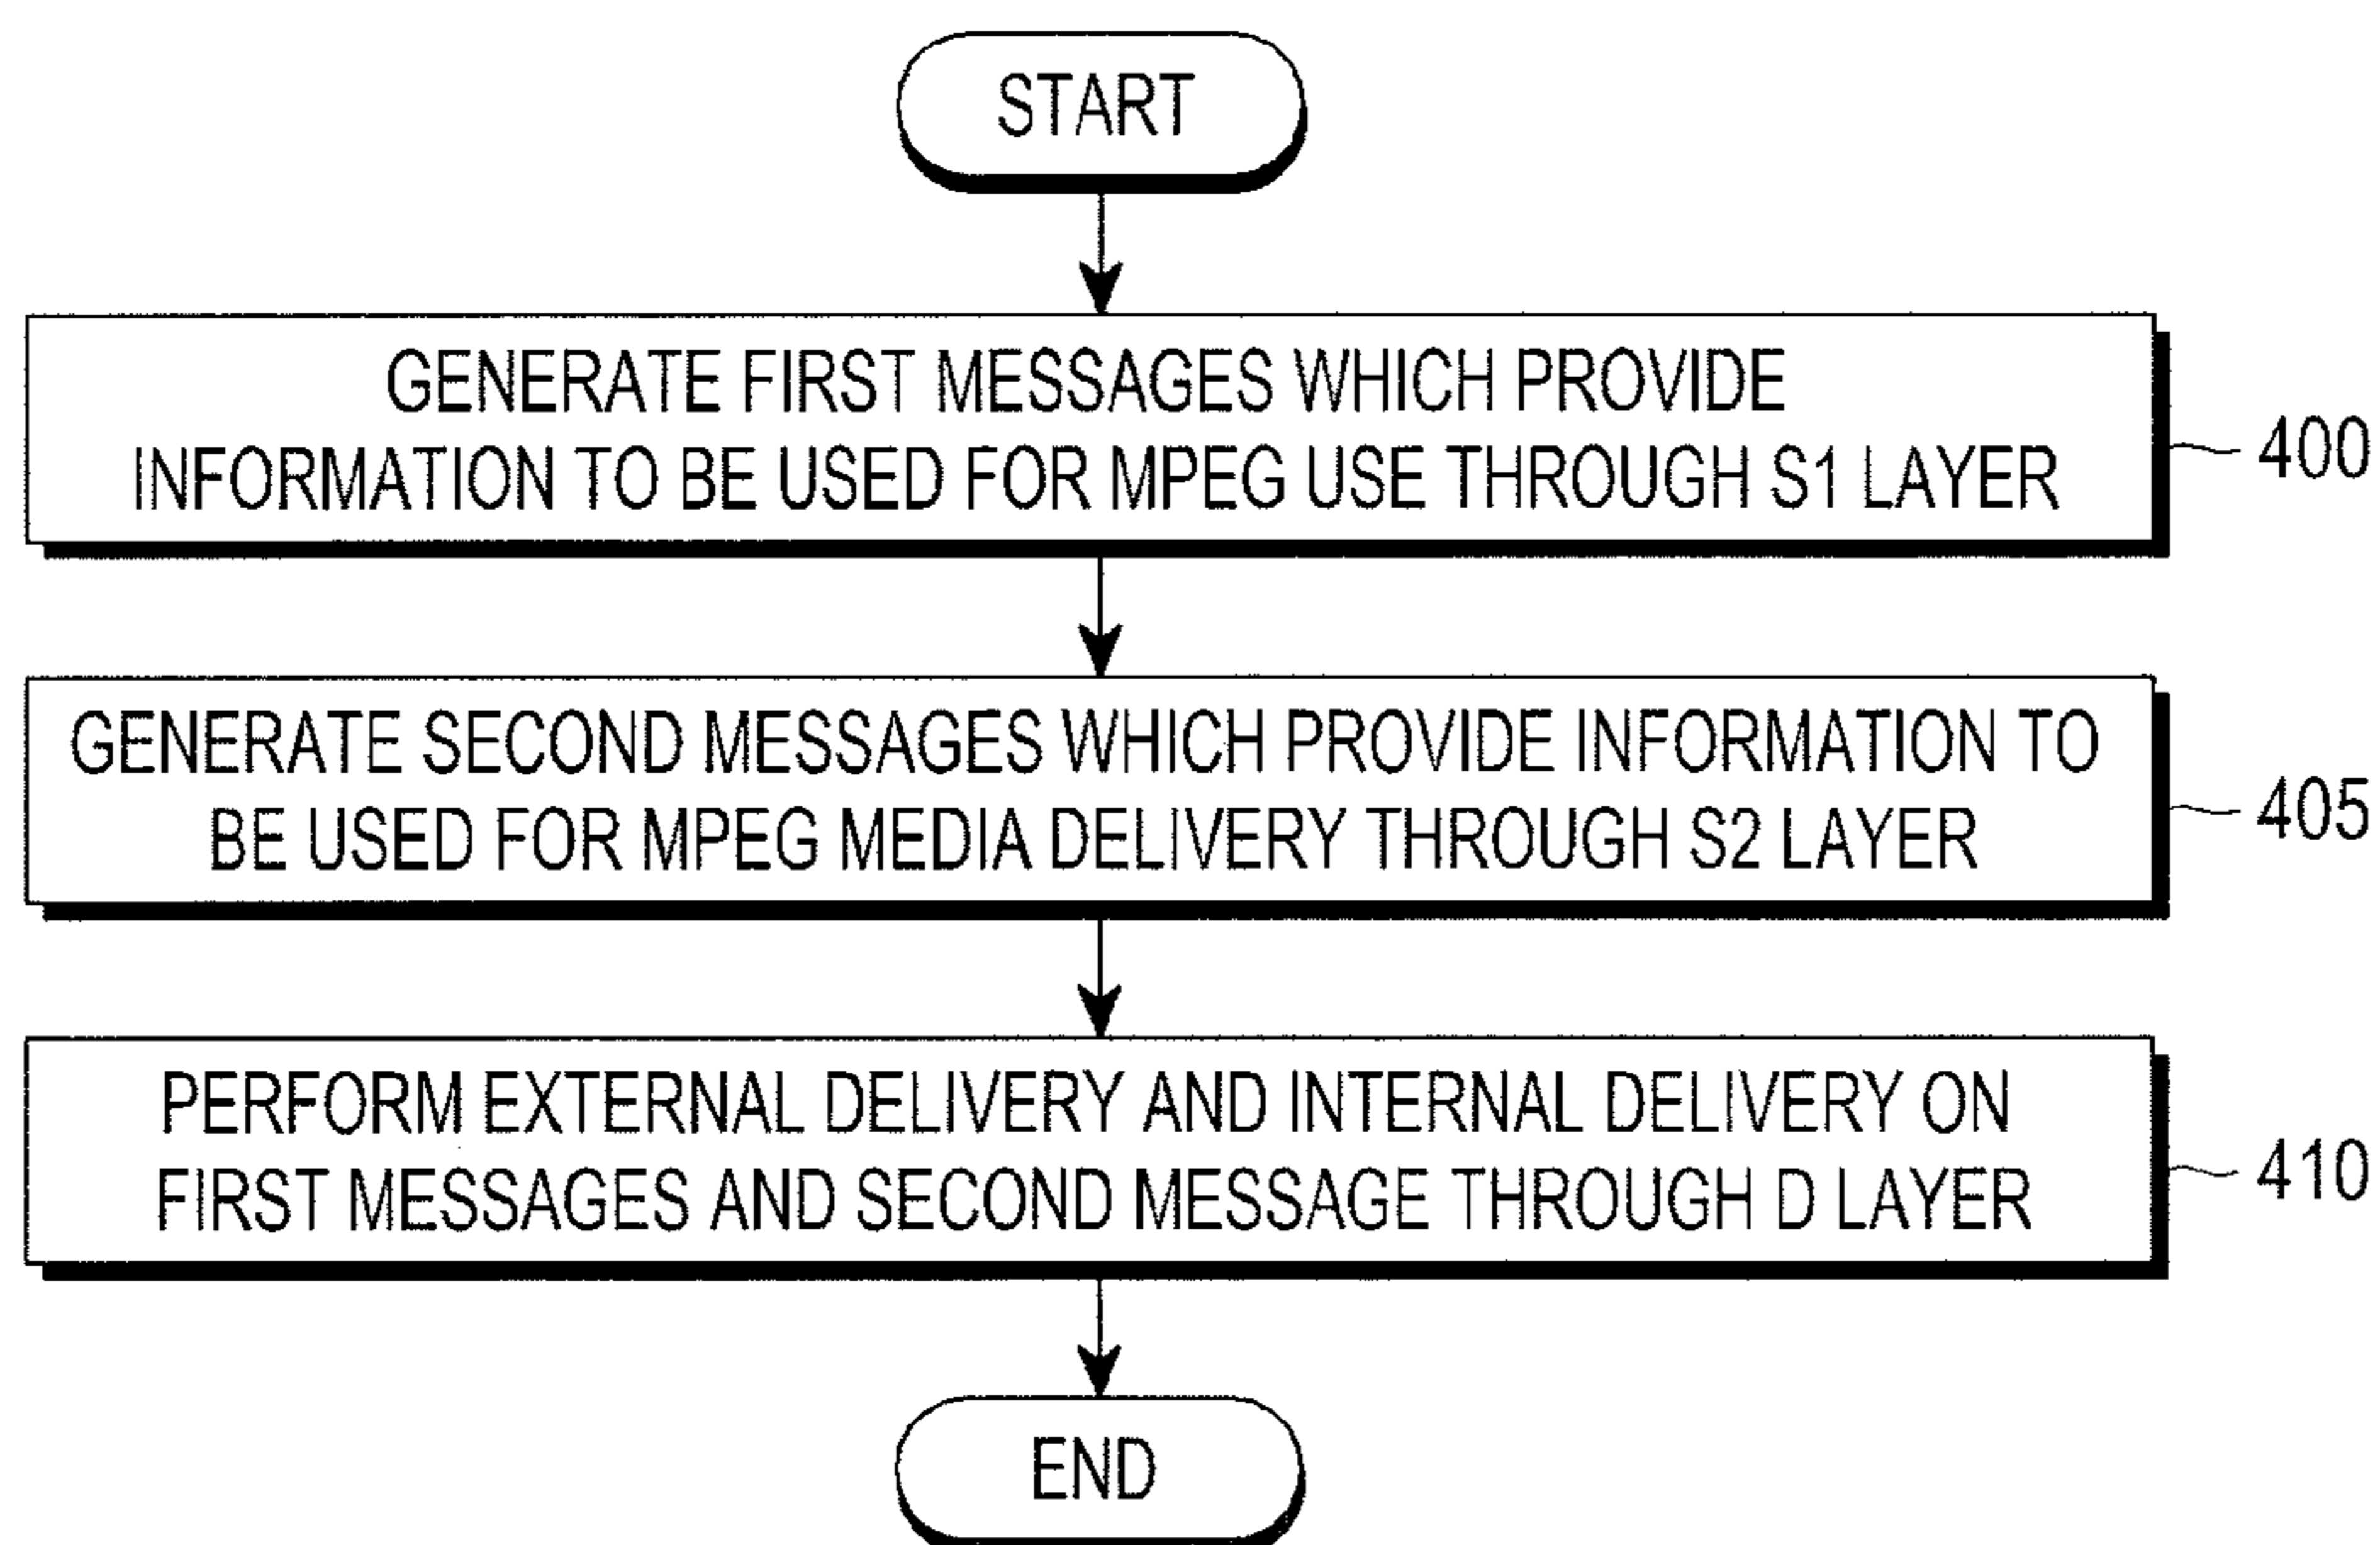 START
GENERATE FIRST MESSAGES WHICH PROVIDE
INFORMATION TO BE USED FOR MPEG USE THROUGH S1 LAYER
400
GENERATE SECOND MESSAGES WHICH PROVIDE INFORMATION TO
BE USED FOR MPEG MEDIA DELIVERY THROUGH S2 LAYER
405
PERFORM EXTERNAL DELIVERY AND INTERNAL DELIVERY ON
FIRST MESSAGES AND SECOND MESSAGE THROUGH D LAYER
410
END